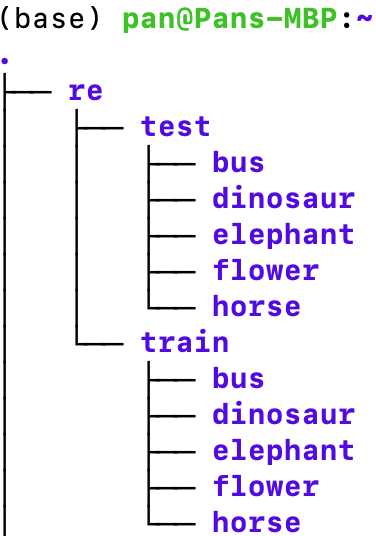 (base) pan@Pans-MBP:~
.
├── re
│   ├── test
│   │   ├── bus
│   │   ├── dinosaur
│   │   ├── elephant
│   │   ├── flower
│   │   └── horse
│   └── train
│       ├── bus
│       ├── dinosaur
│       ├── elephant
│       ├── flower
│       └── horse